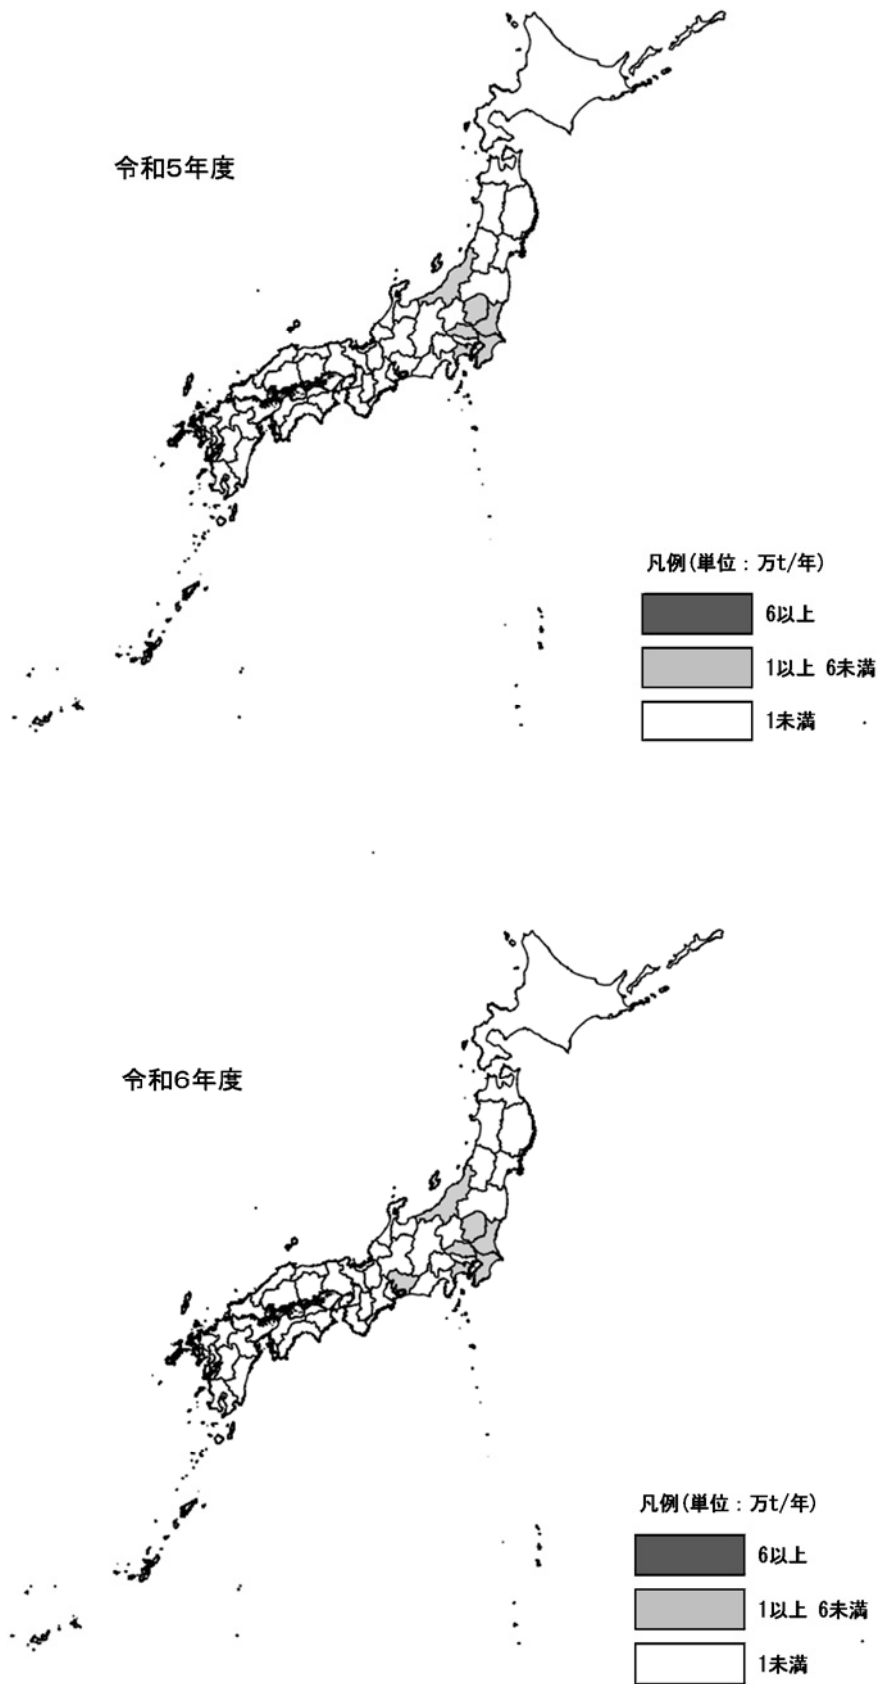 令和5年度
凡例(単位:万t/年)
6以上
1以上 6未満
1未満
令和6年度
凡例(単位:万t/年)
6以上
1以上 6未満
1未満